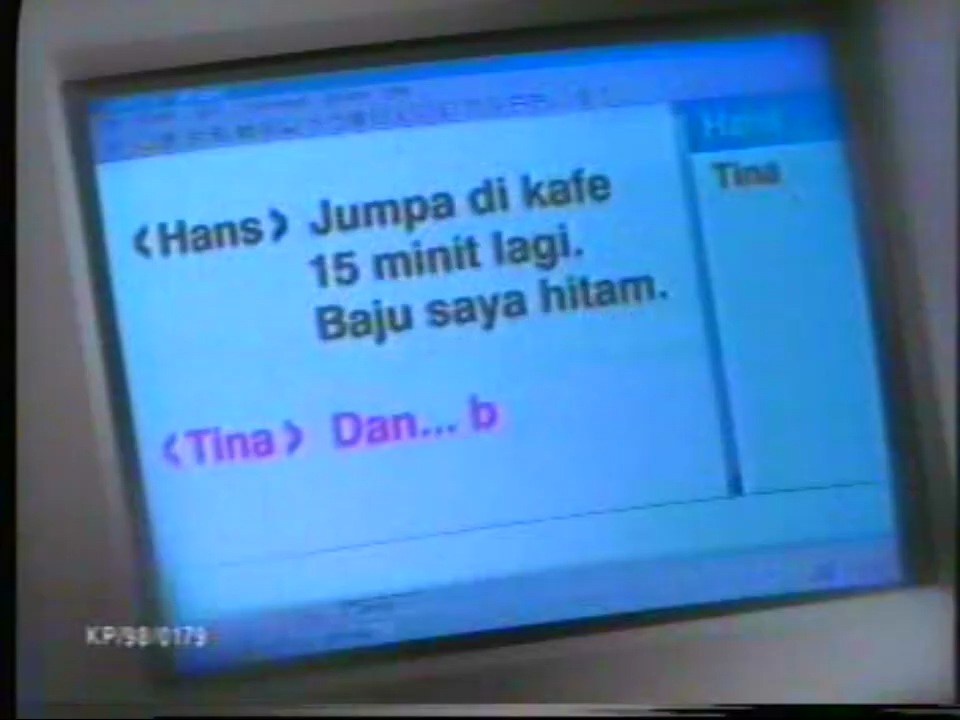 <Hans> Jumpa di kafe
15 minit lagi.
Baju saya hitam.
<Tina> Dan... b
Hans
Tina
KP/98/0179